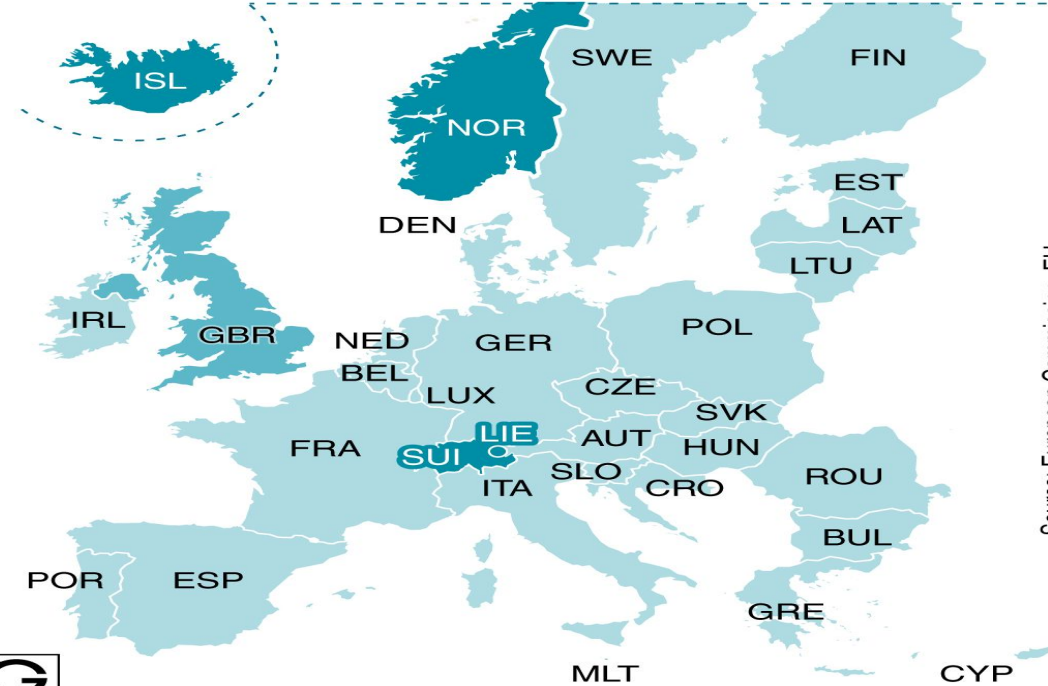 SWE
FIN
ISL
NOR
EST
DEN
LAT
LTU
IRL
GBR
NED
GER
POL
BEL
LUX
CZE
SVK
LIE
AUT
HUN
FRA
SUI
SLO
ITA
CRO
ROU
BUL
POR
ESP
GRE
MLT
CYP
G